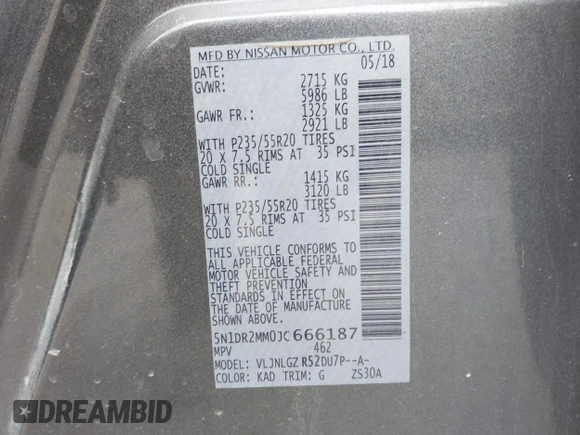 MFD BY NISSAN MOTOR CO., LTD.
DATE: 05/18
GVWR: 2715 KG
5986 LB
GAWR FR.: 1325 KG
2921 LB
WITH P235/55R20 TIRES
20 X 7.5 RIMS AT 35 PSI
COLD SINGLE
GAWR RR.: 1415 KG
3120 LB
WITH P235/55R20 TIRES
20 X 7.5 RIMS AT 35 PSI
COLD SINGLE
THIS VEHICLE CONFORMS TO
ALL APPLICABLE FEDERAL
MOTOR VEHICLE SAFETY AND
THEFT PREVENTION
STANDARDS IN EFFECT ON
THE DATE OF MANUFACTURE
SHOWN ABOVE.
5N1DR2MM0JC666187
MPV 462
MODEL: VLJNLGZ R52DU7P--A-
COLOR: KAD TRIM: G ZS30A
DREAMBID